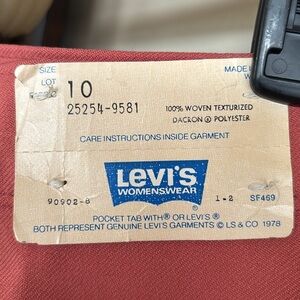 SIZE
MADE
LOT
10
25254-9581
100% WOVEN TEXTURIZED
DACRON ® POLYESTER
CARE INSTRUCTIONS INSIDE GARMENT
LEVI'S
WOMENSWEAR
90902-8
1-2
SF469
POCKET TAB WITH ® OR LEVI'S ®
BOTH REPRESENT GENUINE LEVI'S GARMENTS © LS & CO 1978